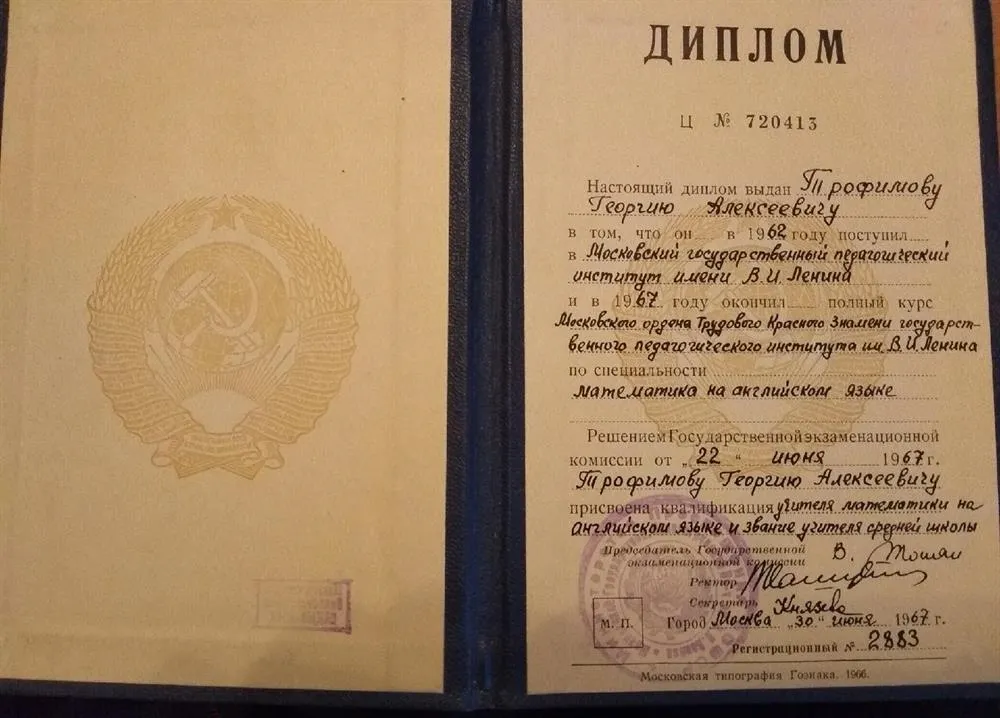 ДИПЛОМ
Ц № 720413
Настоящий диплом выдан Трофимову
Георгию Алексеевичу
в том, что он в 1962 году поступил
в Московский государственный педагогический
институт имени В.И. Ленина
и в 1967 году окончил полный курс
Московского ордена Трудового Красного Знамени государст-
венного педагогического института им. В.И. Ленина
по специальности
математика на английском языке
Решением Государственной экзаменационной
комиссии от „22“ июня 1967 г.
Трофимову Георгию Алексеевичу
присвоена квалификация учителя математики на
английском языке и звание учителя средней школы
Председатель Государственной
экзаменационной комиссии В.
Ректор
Секретарь Князева
М. П.
Город Москва „30“ июня 1967 г.
Регистрационный № 2883
Московская типография Гознака. 1966.